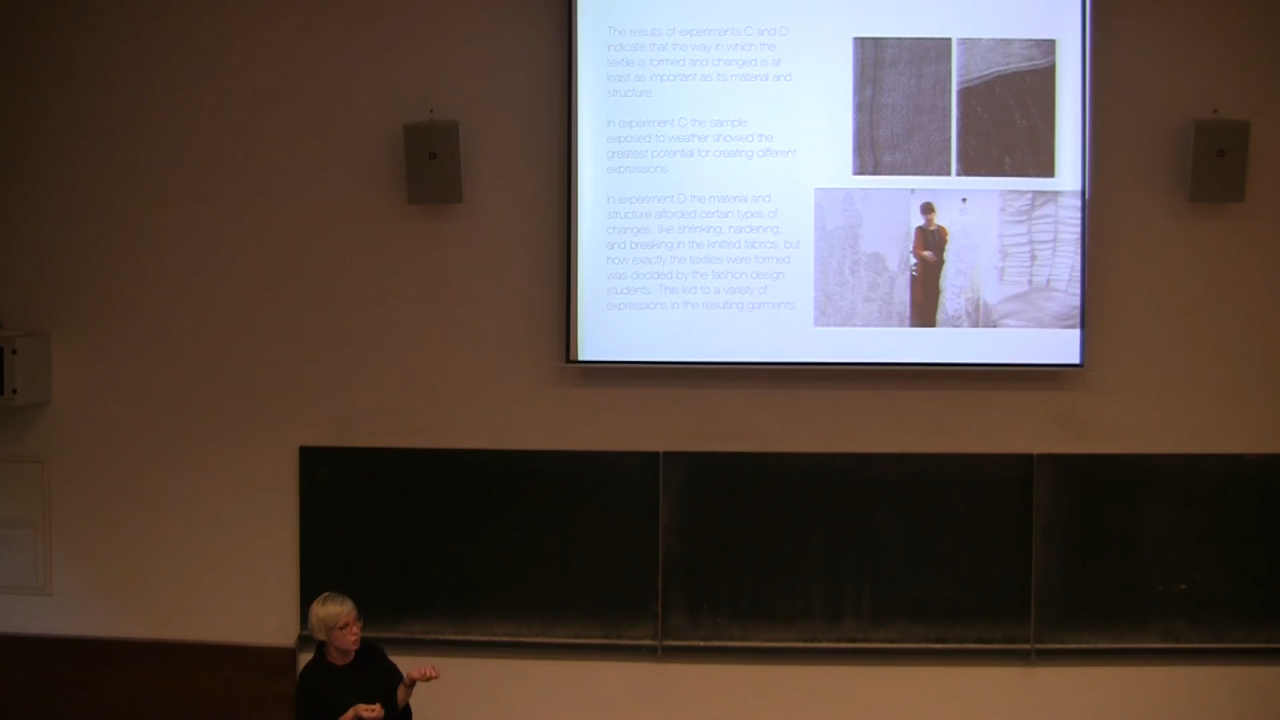 The results of experiments C and D
indicate that the way in which the
textile is formed and changed is at
least as important as its material and
structure.
In experiment C the sample
exposed to weather showed the
greatest potential for creating different
expressions.
In experiment D the material and
structure afforded certain types of
changes, like shrinking, hardening,
and breaking in the knitted fabrics, but
how exactly the textiles were formed
was decided by the fashion design
students. This led to a variety of
expressions in the resulting garments.